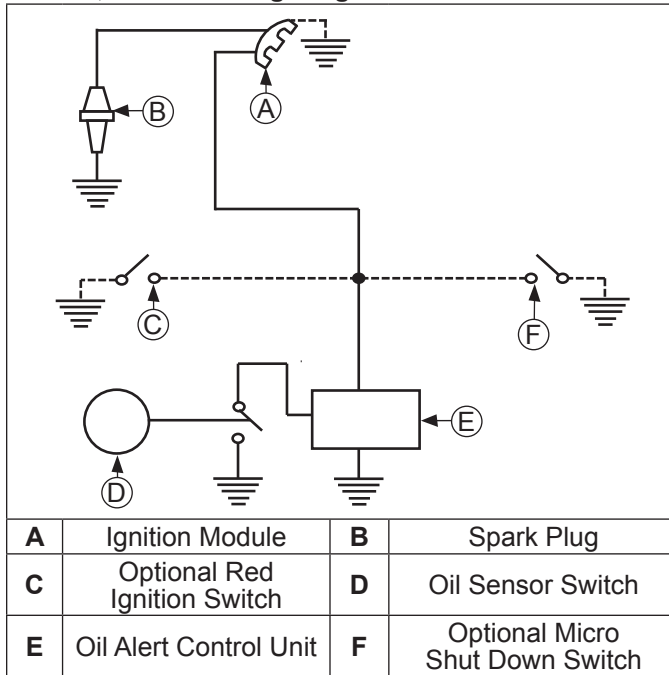 A
B
C
F
E
D
A Ignition Module B Spark Plug
C Optional Red Ignition Switch D Oil Sensor Switch
E Oil Alert Control Unit F Optional Micro Shut Down Switch